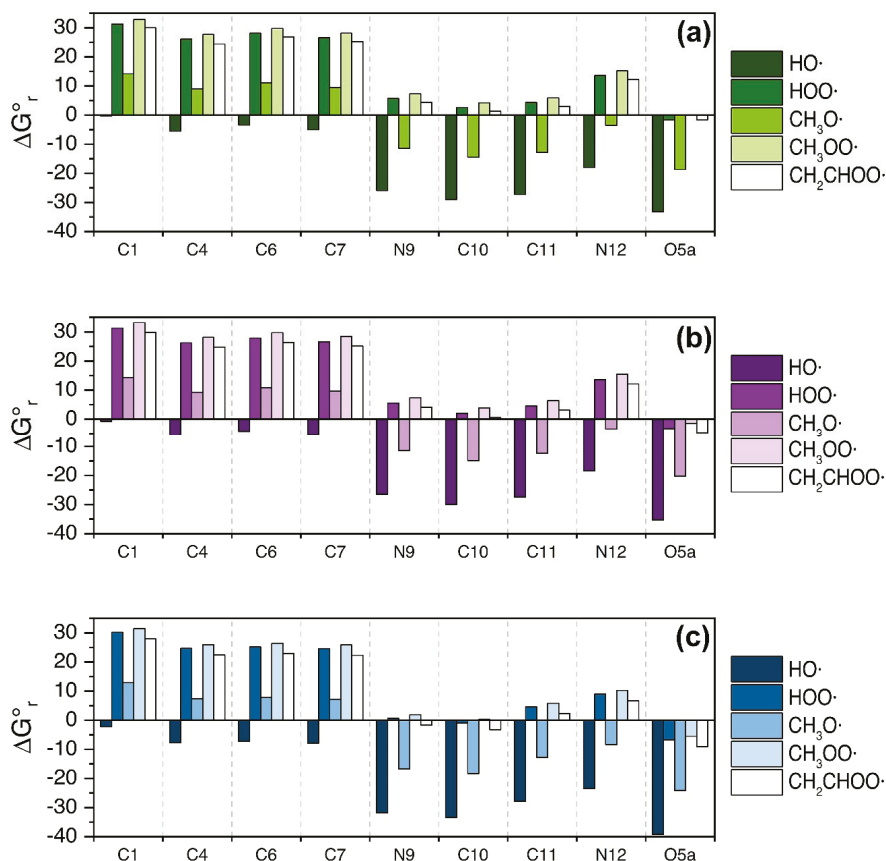 (a)
ΔG°r
30
20
10
0
-10
-20
-30
-40
C1 C4 C6 C7 N9 C10 C11 N12 O5a
HO·
HOO·
CH3O·
CH3OO·
CH2CHOO·
(b)
ΔG°r
30
20
10
0
-10
-20
-30
-40
C1 C4 C6 C7 N9 C10 C11 N12 O5a
HO·
HOO·
CH3O·
CH3OO·
CH2CHOO·
(c)
ΔG°r
30
20
10
0
-10
-20
-30
-40
C1 C4 C6 C7 N9 C10 C11 N12 O5a
HO·
HOO·
CH3O·
CH3OO·
CH2CHOO·